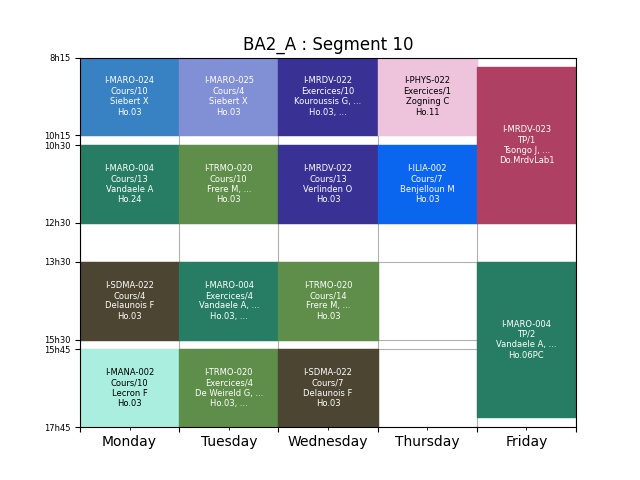 BA2_A : Segment 10
8h15
10h15
10h30
12h30
13h30
15h30
15h45
17h45
I-MARO-024
Cours/10
Siebert X
Ho.03
I-MARO-025
Cours/4
Siebert X
Ho.03
I-MRDV-022
Exercices/10
Kouroussis G, ...
Ho.03, ...
I-PHYS-022
Exercices/1
Zogning C
Ho.11
I-MRDV-023
TP/1
Tsongo J, ...
Do.MrdvLab1
I-MARO-004
Cours/13
Vandaele A
Ho.24
I-TRMO-020
Cours/10
Frere M, ...
Ho.03
I-MRDV-022
Cours/13
Verlinden O
Ho.03
I-ILIA-002
Cours/7
Benjelloun M
Ho.03
I-SDMA-022
Cours/4
Delaunois F
Ho.03
I-MARO-004
Exercices/4
Vandaele A, ...
Ho.03, ...
I-TRMO-020
Cours/14
Frere M, ...
Ho.03
I-MARO-004
TP/2
Vandaele A, ...
Ho.06PC
I-MANA-002
Cours/10
Lecron F
Ho.03
I-TRMO-020
Exercices/4
De Weireld G, ...
Ho.03, ...
I-SDMA-022
Cours/7
Delaunois F
Ho.03
Monday
Tuesday
Wednesday
Thursday
Friday